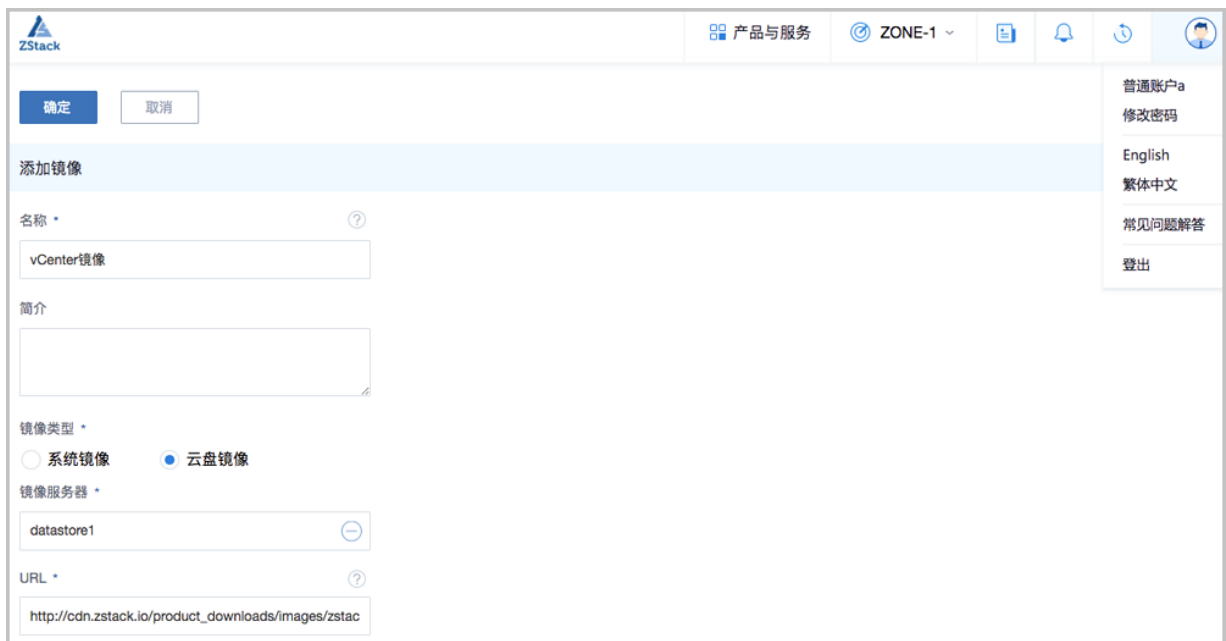 ZStack
产品与服务
ZONE-1
确定
取消
普通账户a
修改密码
English
繁体中文
常见问题解答
登出
添加镜像
名称 *
?
vCenter镜像
简介
镜像类型 *
系统镜像
云盘镜像
镜像服务器 *
datastore1
URL *
?
http://cdn.zstack.io/product_downloads/images/zstac